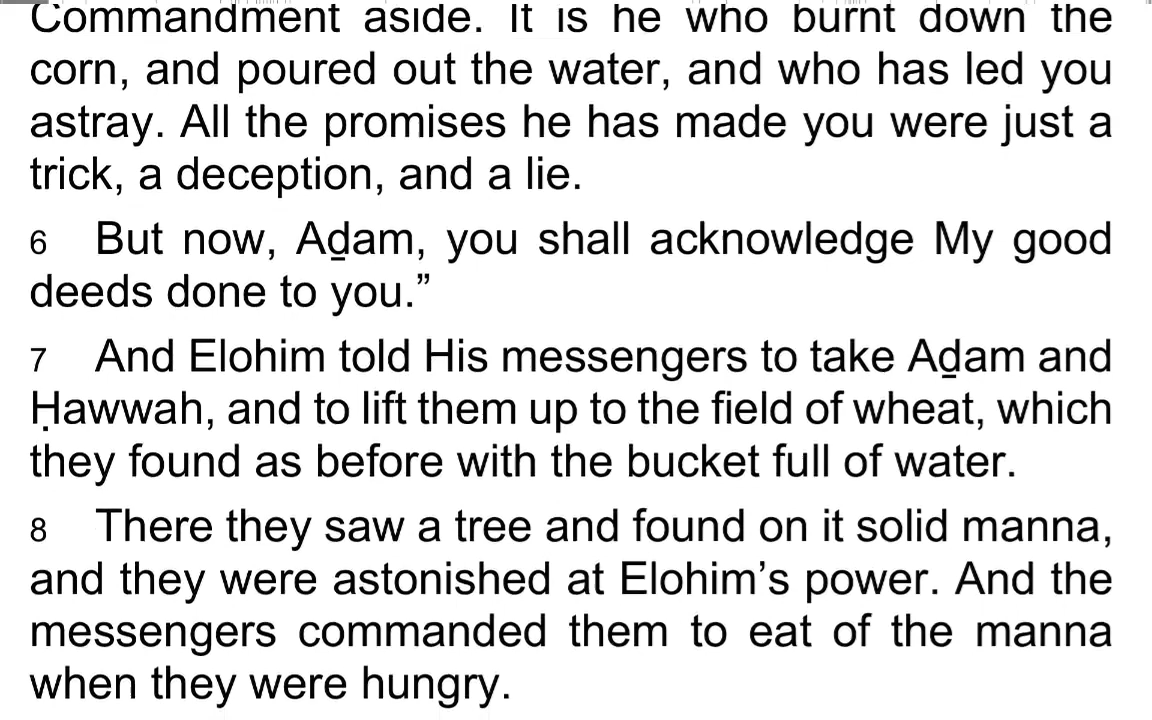 Commandment aside. It is he who burnt down the
corn, and poured out the water, and who has led you
astray. All the promises he has made you were just a
trick, a deception, and a lie.
6 But now, Aḏam, you shall acknowledge My good
deeds done to you.”
7 And Elohim told His messengers to take Aḏam and
Ḥawwah, and to lift them up to the field of wheat, which
they found as before with the bucket full of water.
8 There they saw a tree and found on it solid manna,
and they were astonished at Elohim’s power. And the
messengers commanded them to eat of the manna
when they were hungry.